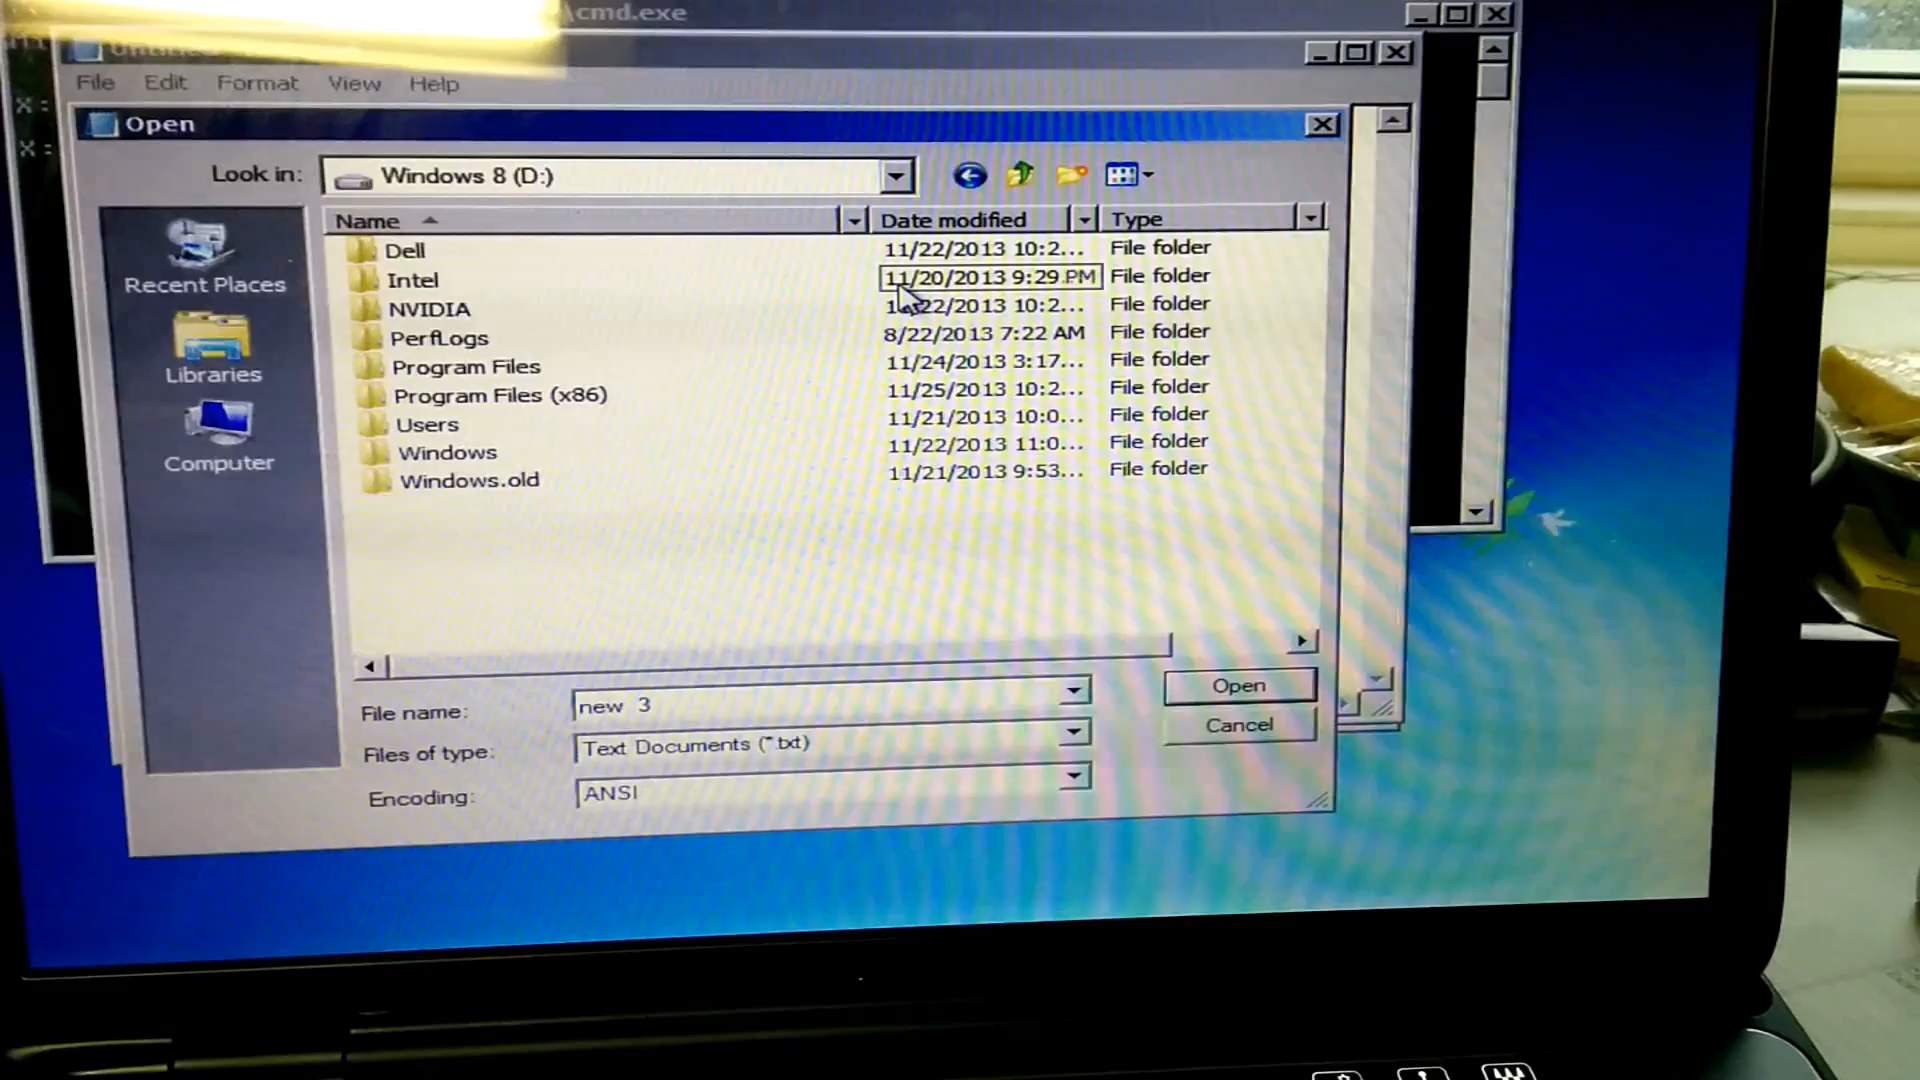 \cmd.exe
File Edit Format View Help
X:
X:
Open
Look in: Windows 8 (D:)
Name Date modified Type
Dell 11/22/2013 10:2... File folder
Intel 11/20/2013 9:29 PM File folder
NVIDIA 11/22/2013 10:2... File folder
PerfLogs 8/22/2013 7:22 AM File folder
Program Files 11/24/2013 3:17... File folder
Program Files (x86) 11/25/2013 10:2... File folder
Users 11/21/2013 10:0... File folder
Windows 11/22/2013 11:0... File folder
Windows.old 11/21/2013 9:53... File folder
Recent Places
Libraries
Computer
File name: new 3
Open
Files of type: Text Documents (*.txt)
Cancel
Encoding: ANSI